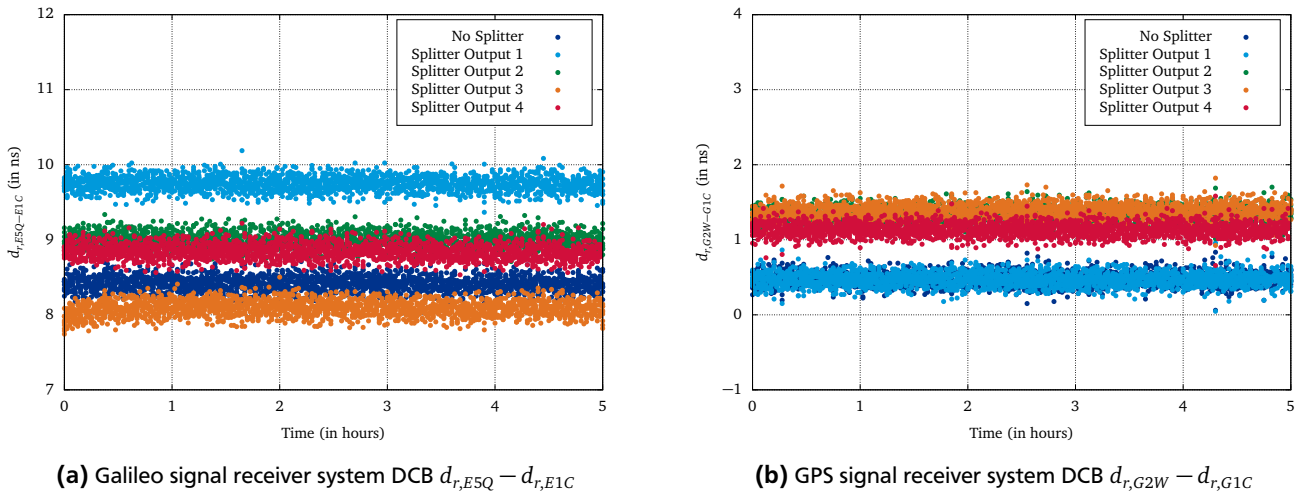 12
11
10
9
8
7
0 1 2 3 4 5
d_{r,E5Q−E1C} (in ns)
Time (in hours)
No Splitter
Splitter Output 1
Splitter Output 2
Splitter Output 3
Splitter Output 4
(a) Galileo signal receiver system DCB d_{r,E5Q} − d_{r,E1C}
4
3
2
1
0
−1
0 1 2 3 4 5
d_{r,G2W−G1C} (in ns)
Time (in hours)
No Splitter
Splitter Output 1
Splitter Output 2
Splitter Output 3
Splitter Output 4
(b) GPS signal receiver system DCB d_{r,G2W} − d_{r,G1C}